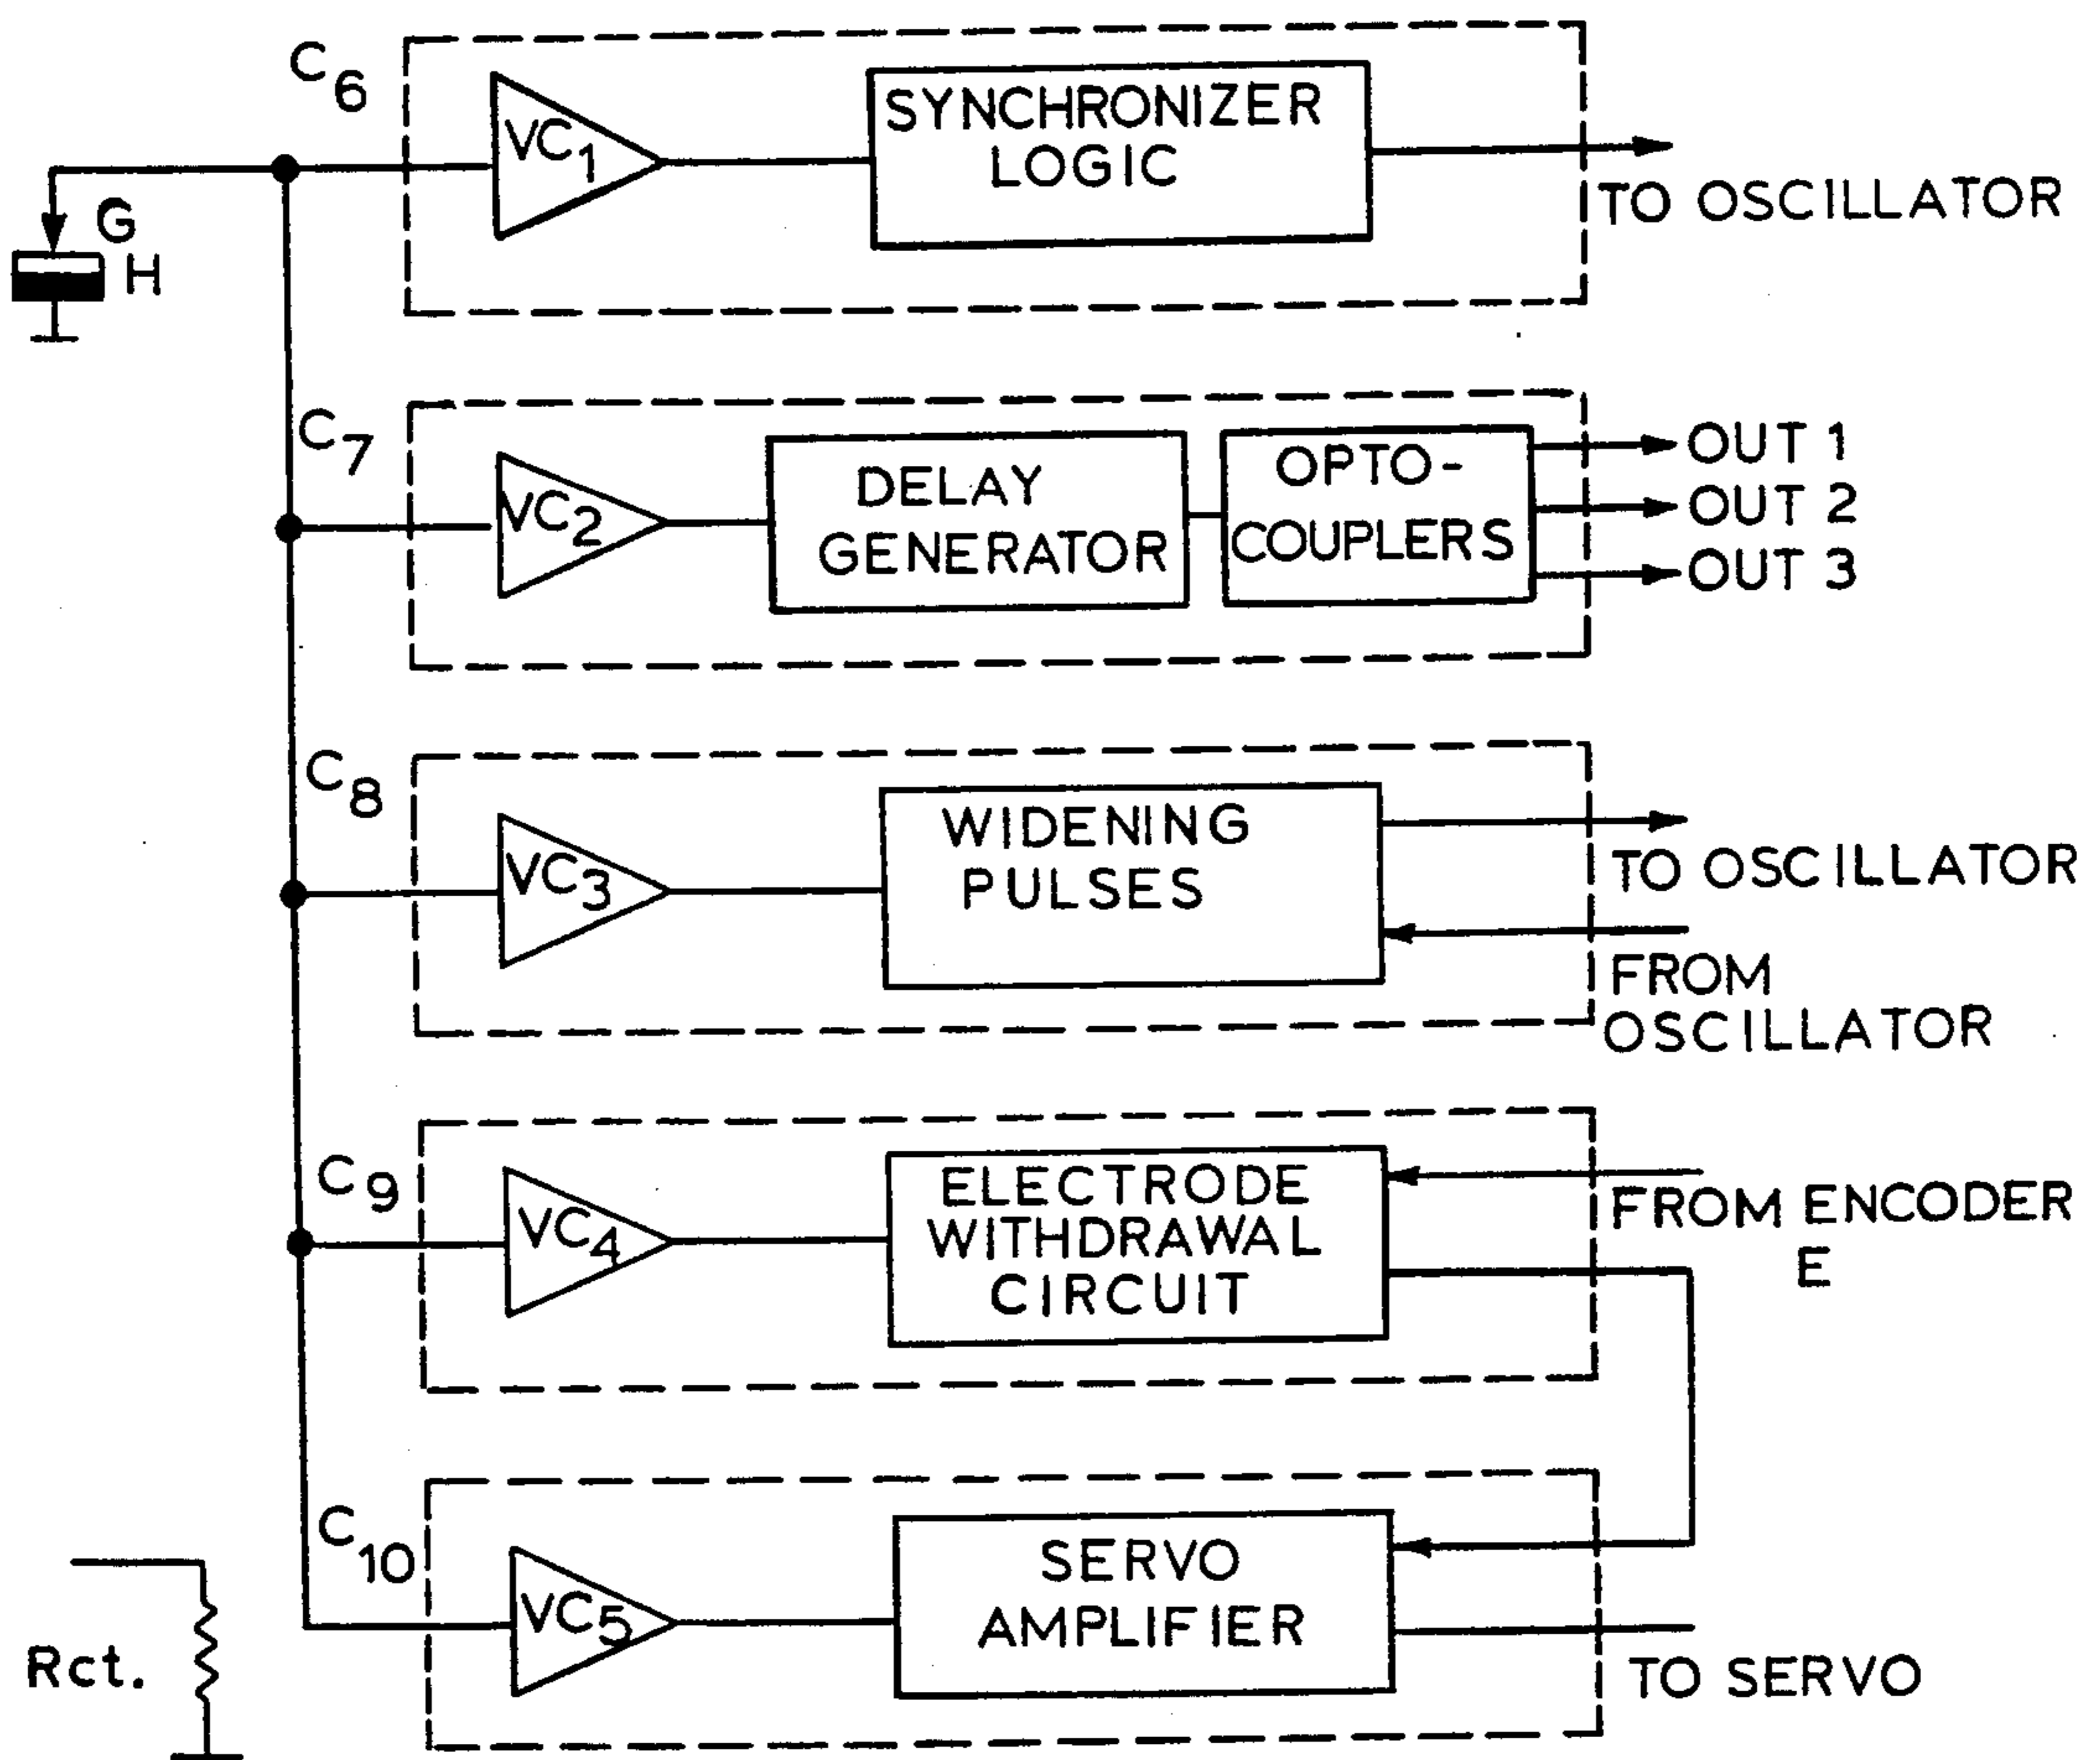 C6
VC1
SYNCHRONIZER
LOGIC
TO OSCILLATOR
G
H
C7
VC2
DELAY
GENERATOR
OPTO-
COUPLERS
OUT 1
OUT 2
OUT 3
C8
VC3
WIDENING
PULSES
TO OSCILLATOR
FROM
OSCILLATOR
C9
VC4
ELECTRODE
WITHDRAWAL
CIRCUIT
FROM ENCODER
E
C10
VC5
SERVO
AMPLIFIER
TO SERVO
Rct.